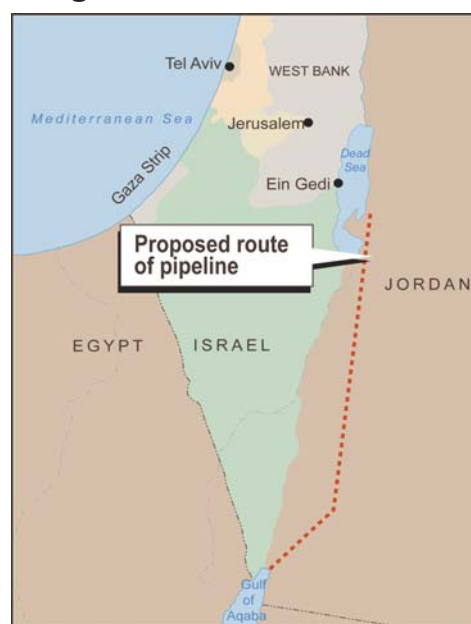 Tel Aviv
WEST BANK
Mediterranean Sea
Jerusalem
Dead
Sea
Gaza Strip
Ein Gedi
Proposed route
of pipeline
JORDAN
EGYPT
ISRAEL
Gulf
of
Aqaba